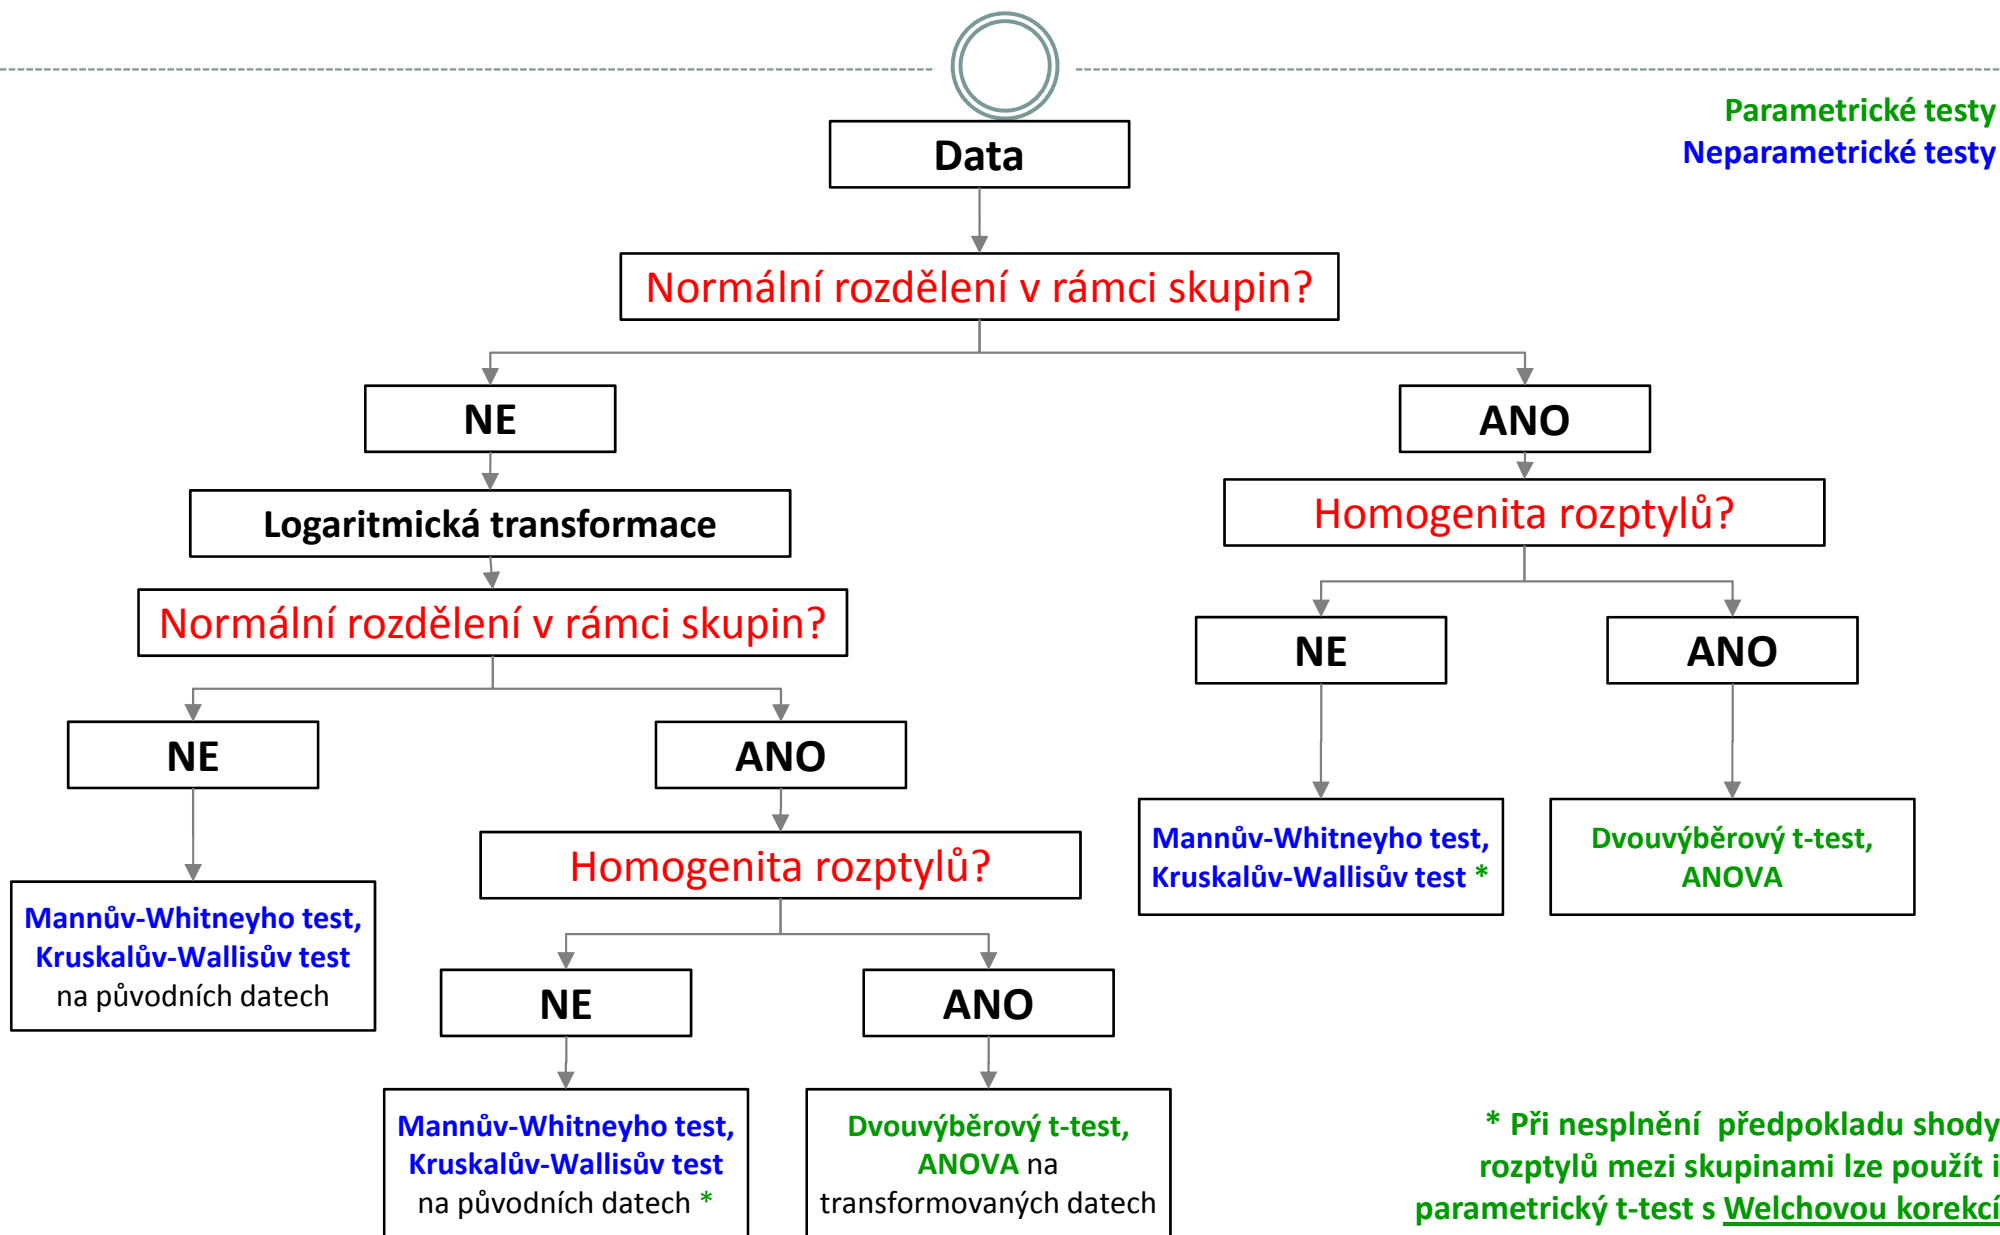 Parametrické testy
Neparametrické testy
Data
Normální rozdělení v rámci skupin?
NE
ANO
Logaritmická transformace
Homogenita rozptylů?
Normální rozdělení v rámci skupin?
NE
ANO
NE
ANO
Mannův-Whitneyho test,
Kruskalův-Wallisův test *
Dvouvýběrový t-test,
ANOVA
Homogenita rozptylů?
Mannův-Whitneyho test,
Kruskalův-Wallisův test
na původních datech
NE
ANO
Mannův-Whitneyho test,
Kruskalův-Wallisův test
na původních datech *
Dvouvýběrový t-test,
ANOVA na
transformovaných datech
* Při nesplnění předpokladu shody
rozptylů mezi skupinami lze použít i
parametrický t-test s Welchovou korekcí